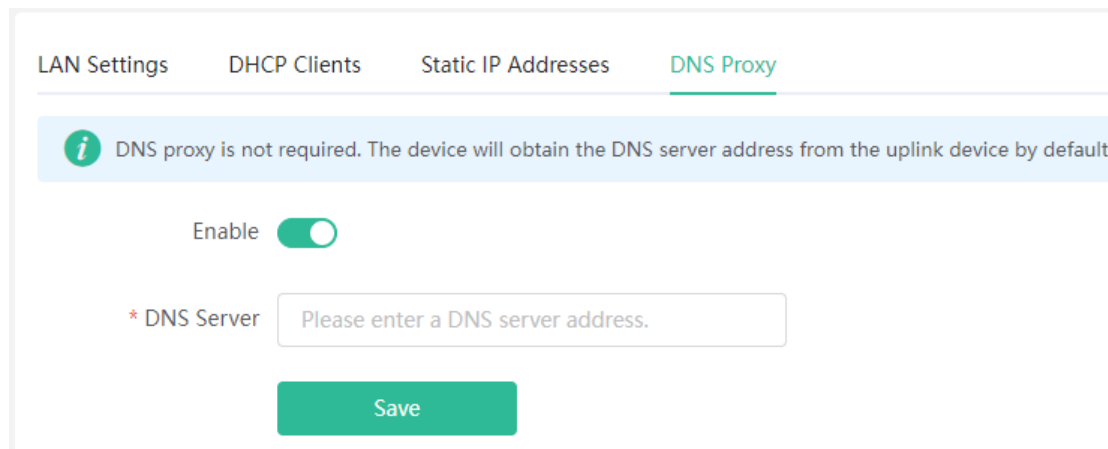 LAN Settings DHCP Clients Static IP Addresses DNS Proxy
i DNS proxy is not required. The device will obtain the DNS server address from the uplink device by default
Enable
* DNS Server Please enter a DNS server address.
Save